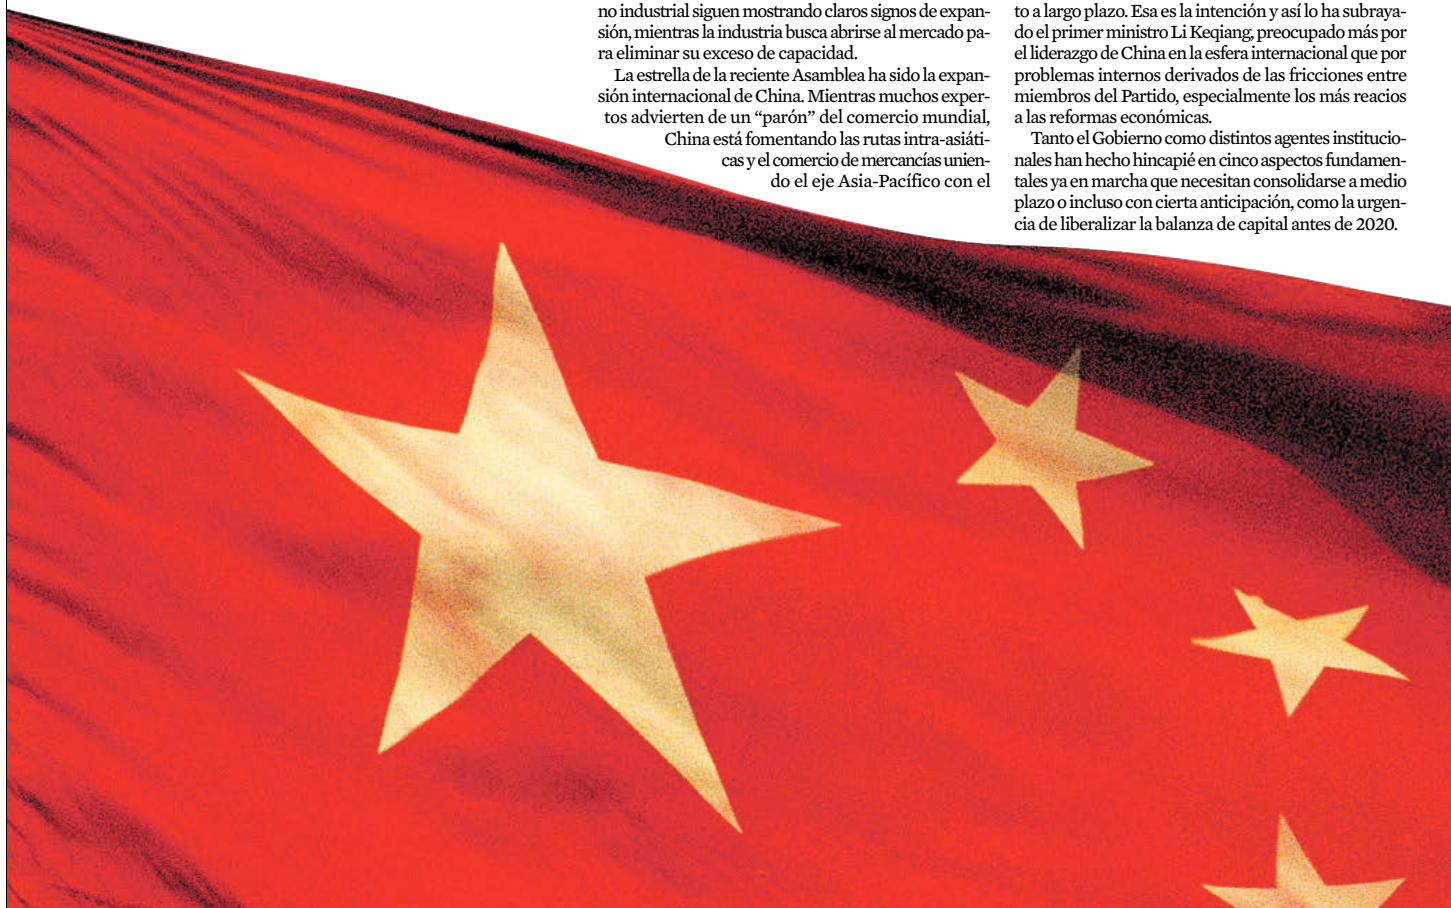 no industrial siguen mostrando claros signos de expan-
sión, mientras la industria busca abrirse al mercado pa-
ra eliminar su exceso de capacidad.
La estrella de la reciente Asamblea ha sido la expan-
sión internacional de China. Mientras muchos exper-
tos advierten de un “parón” del comercio mundial,
China está fomentando las rutas intra-asiáti-
cas y el comercio de mercancías unien-
do el eje Asia-Pacífico con el
to a largo plazo. Esa es la intención y así lo ha subraya-
do el primer ministro Li Keqiang, preocupado más por
el liderazgo de China en la esfera internacional que por
problemas internos derivados de las fricciones entre
miembros del Partido, especialmente los más reacios
a las reformas económicas.
Tanto el Gobierno como distintos agentes institucio-
nales han hecho hincapié en cinco aspectos fundamen-
tales ya en marcha que necesitan consolidarse a medio
plazo o incluso con cierta anticipación, como la urgen-
cia de liberalizar la balanza de capital antes de 2020.